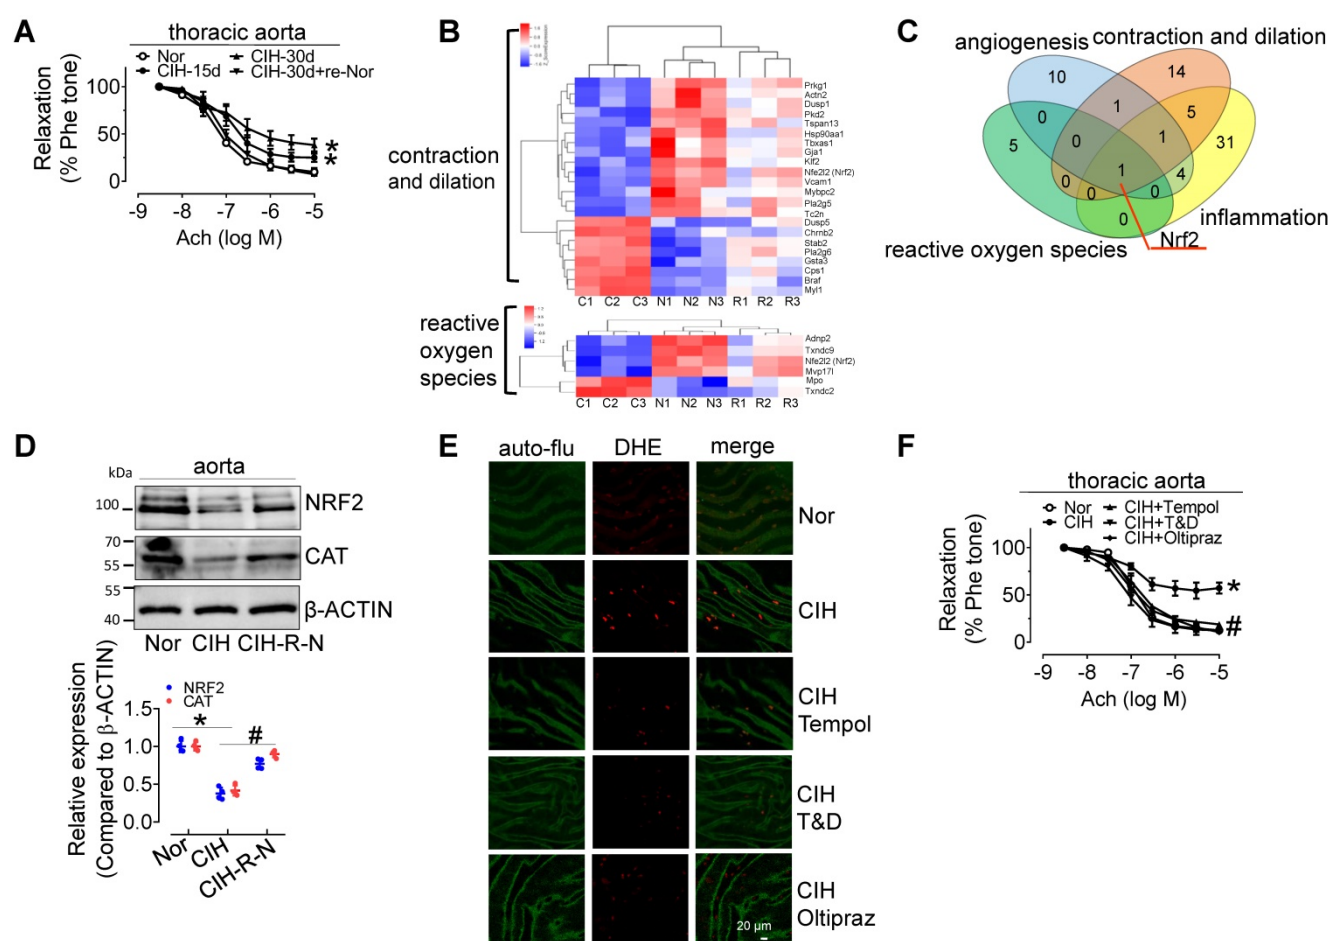 A
thoracic aorta
Nor
CIH-15d
CIH-30d
CIH-30d+re-Nor
Relaxation
(% Phe tone)
100
50
0
*
*
-9 -8 -7 -6 -5
Ach (log M)
B
contraction
and dilation
Prkg1
Actn2
Dusp1
Pkd2
Tspan13
Hsp90aa1
Tbxas1
Gja1
Klf2
Nfe2l2 (Nrf2)
Vcam1
Mybpc2
Pla2g5
Tc2n
Dusp5
Chrnb2
Stab2
Pla2g6
Gsta3
Cps1
Braf
Myl1
C1 C2 C3 N1 N2 N3 R1 R2 R3
reactive
oxygen
species
Adnp2
Txndc9
Nfe2l2 (Nrf2)
Mvp17l
Mpo
Txndc2
C1 C2 C3 N1 N2 N3 R1 R2 R3
C
angiogenesis
contraction and dilation
10
14
1
0
5
5
0
1
31
0
1
4
0
0
0
inflammation
reactive oxygen species
Nrf2
D
kDa
aorta
100
NRF2
70
55
CAT
55
40
β-ACTIN
Nor CIH CIH-R-N
NRF2
CAT
Relative expression
(Compared to β-ACTIN)
1.5
1.0
0.5
0.0
*
#
Nor
CIH
CIH-R-N
E
auto-flu DHE merge
Nor
CIH
CIH
Tempol
CIH
T&D
CIH
Oltipraz
20 μm
F
thoracic aorta
Nor
CIH
CIH+Tempol
CIH+T&D
CIH+Oltipraz
Relaxation
(% Phe tone)
100
50
0
*
#
-9 -8 -7 -6 -5
Ach (log M)